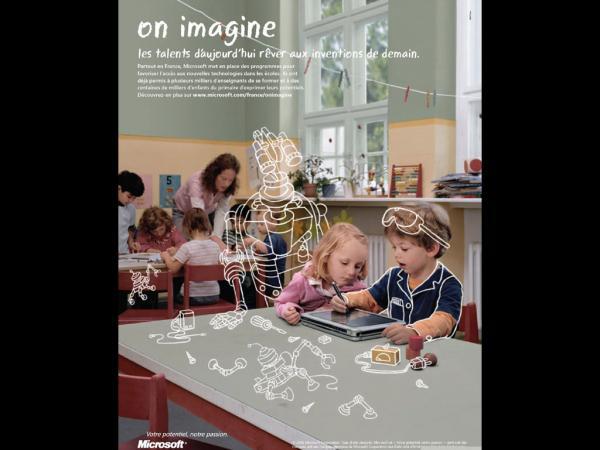 on imagine
les talents d'aujourd'hui rêver aux inventions de demain.
Partout en France, Microsoft met en place des programmes pour
favoriser l'accès aux nouvelles technologies dans les écoles. Ils ont
déjà permis à plusieurs milliers d'enseignants de se former et à des
centaines de milliers d'enfants du primaire d'exprimer leurs potentiels.
Découvrez-en plus sur www.microsoft.com/france/onimagine
5
Votre potentiel, notre passion.
Microsoft